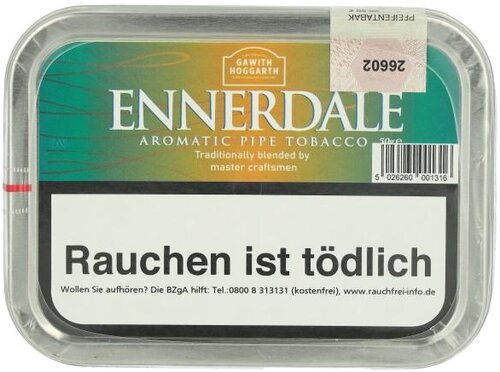 PFEIFENTABAK
26602
GAWITH
HOGGARTH
ENNERDALE
AROMATIC PIPE TOBACCO 50g e
Traditionally blended by
master craftsmen
5 026260 001316
Rauchen ist tödlich
Wollen Sie aufhören? Die BZgA hilft: Tel.:0800 8 313131 (kostenfrei), www.rauchfrei-info.de